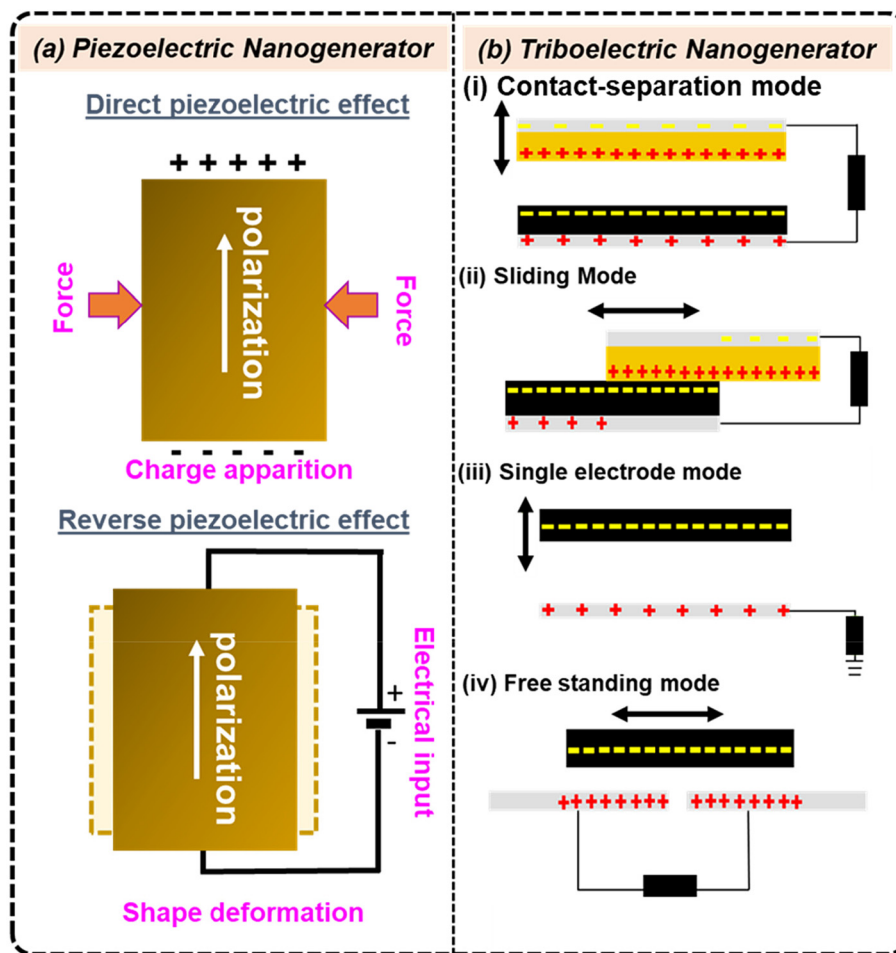 (a) Piezoelectric Nanogenerator
Direct piezoelectric effect
+ + + + +
polarization
Force
Force
- - - - -
Charge apparition
Reverse piezoelectric effect
polarization
+
-
Electrical input
Shape deformation
(b) Triboelectric Nanogenerator
(i) Contact-separation mode
(ii) Sliding Mode
(iii) Single electrode mode
(iv) Free standing mode